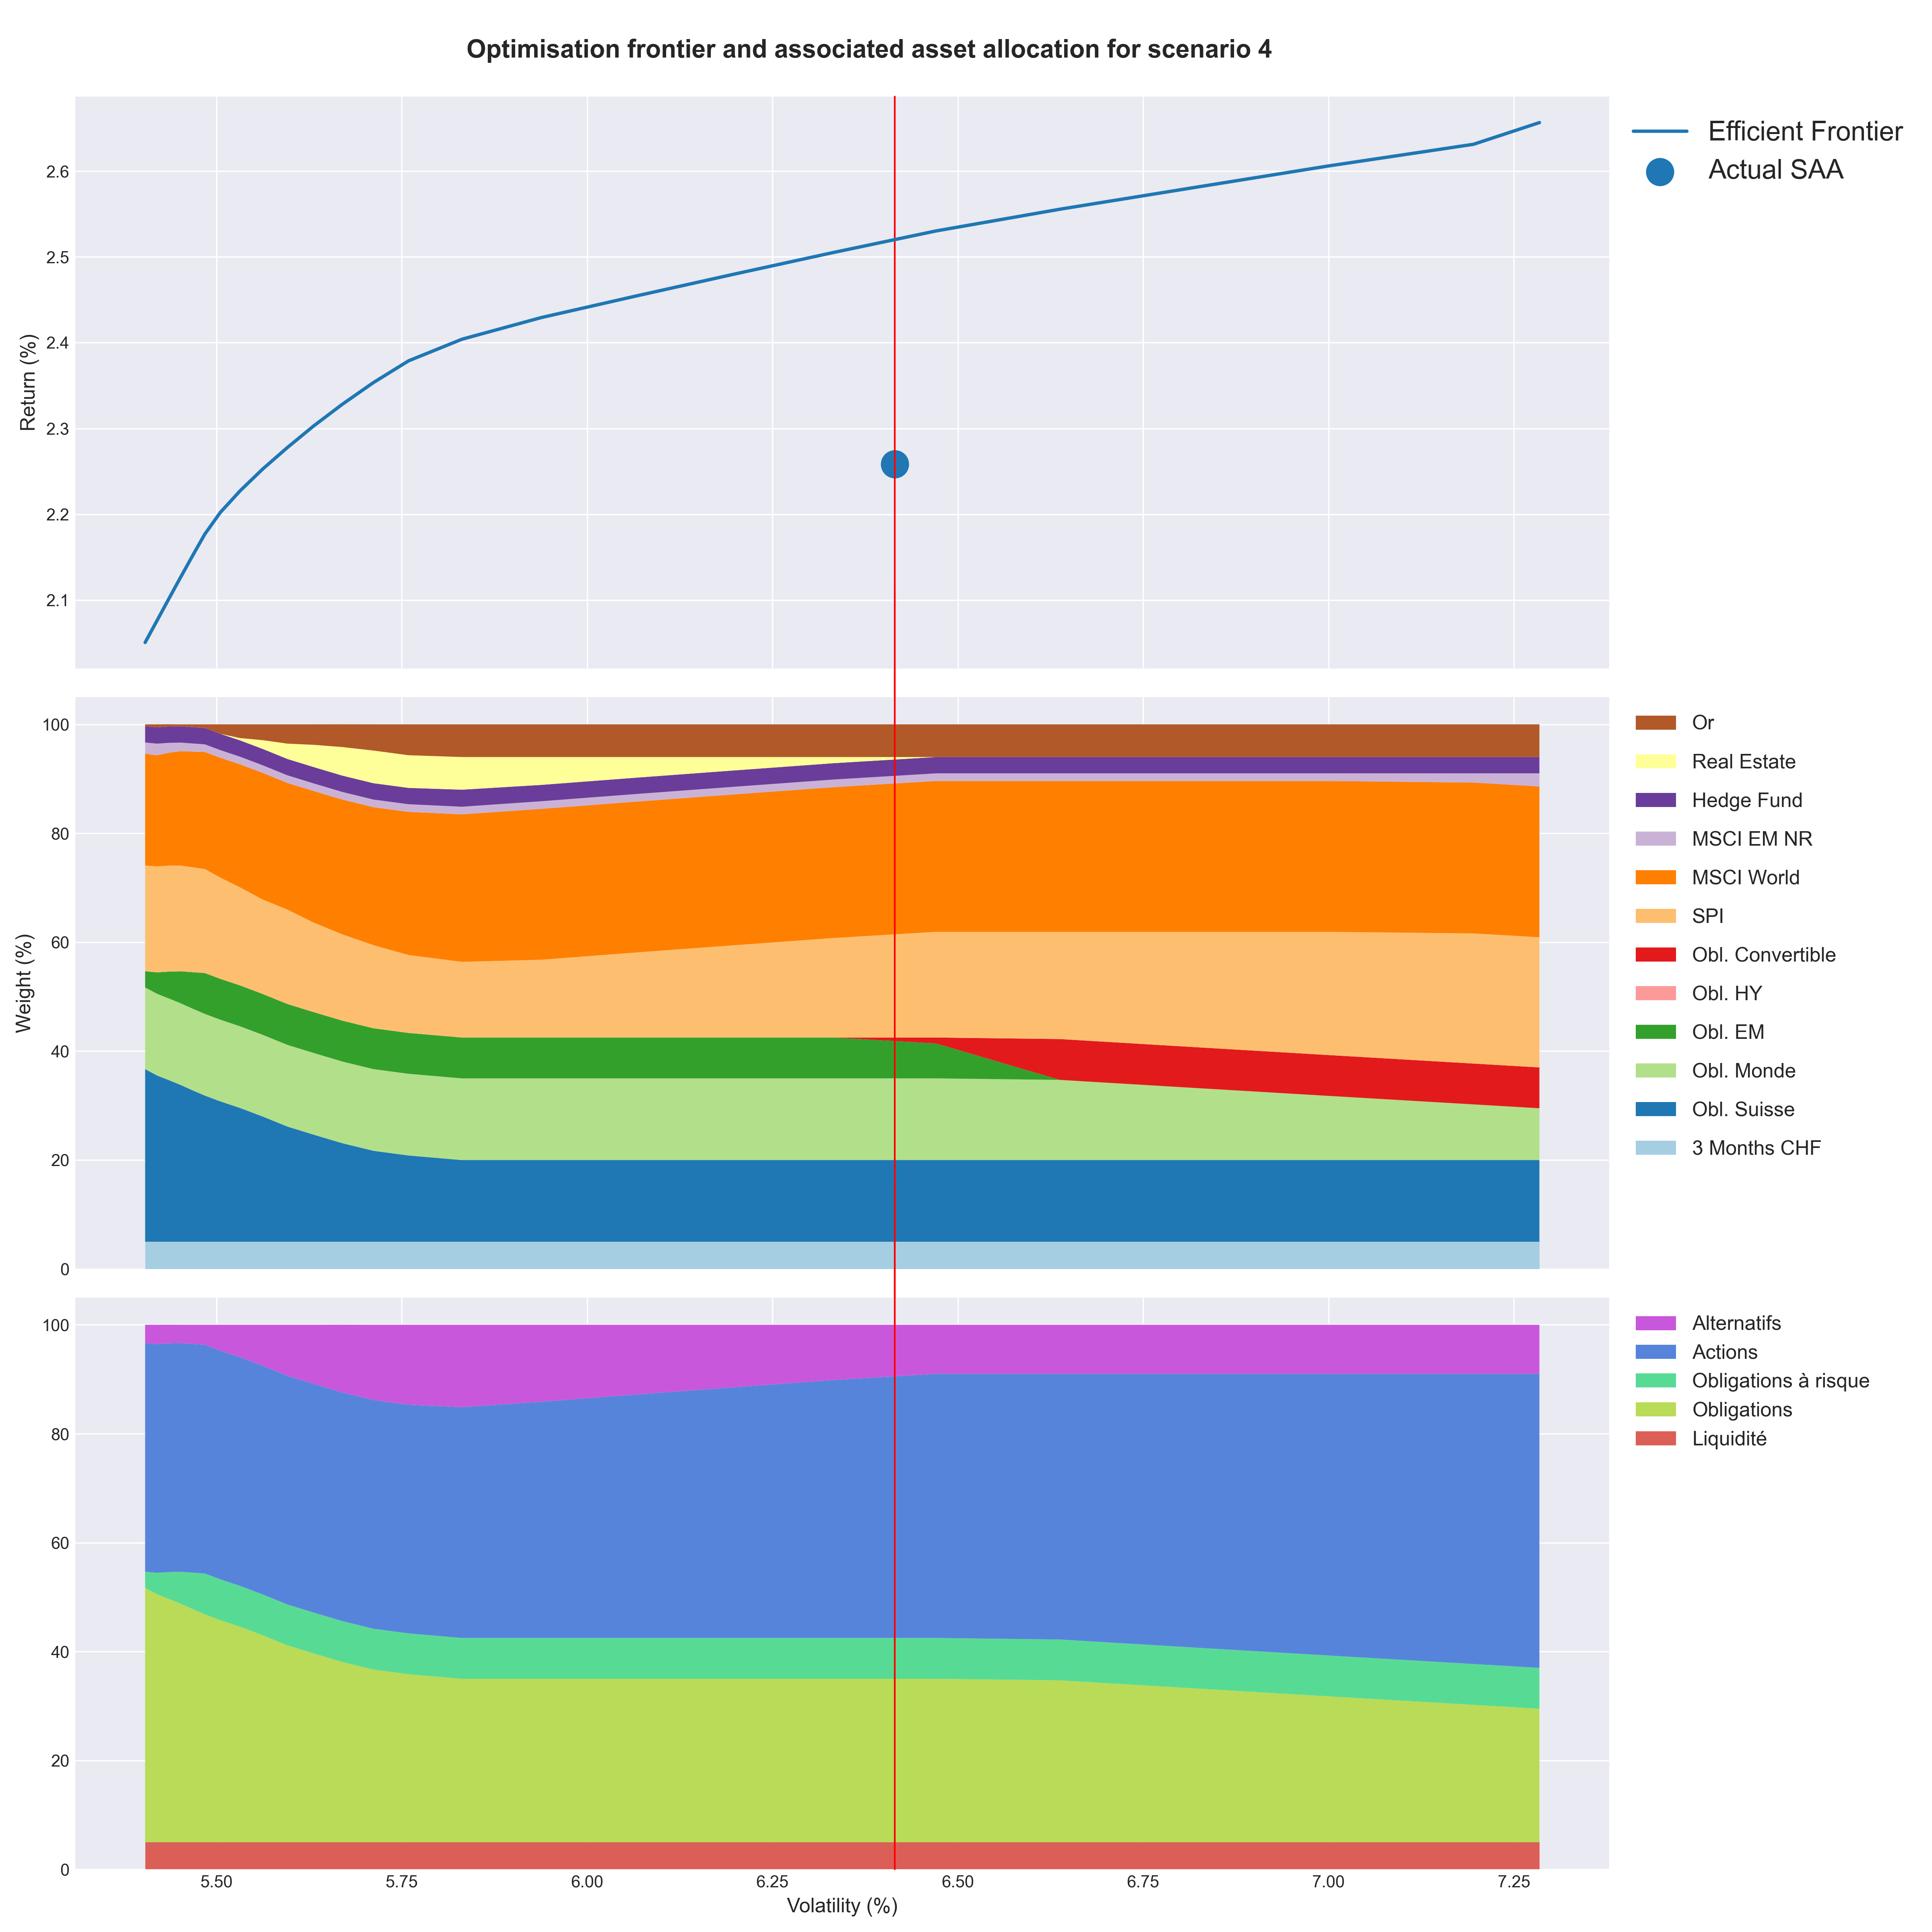 Optimisation frontier and associated asset allocation for scenario 4
Return (%)
2.6
2.5
2.4
2.3
2.2
2.1
Efficient Frontier
Actual SAA
Weight (%)
100
80
60
40
20
0
Or
Real Estate
Hedge Fund
MSCI EM NR
MSCI World
SPI
Obl. Convertible
Obl. HY
Obl. EM
Obl. Monde
Obl. Suisse
3 Months CHF
100
80
60
40
20
0
Alternatifs
Actions
Obligations à risque
Obligations
Liquidité
5.50 5.75 6.00 6.25 6.50 6.75 7.00 7.25
Volatility (%)